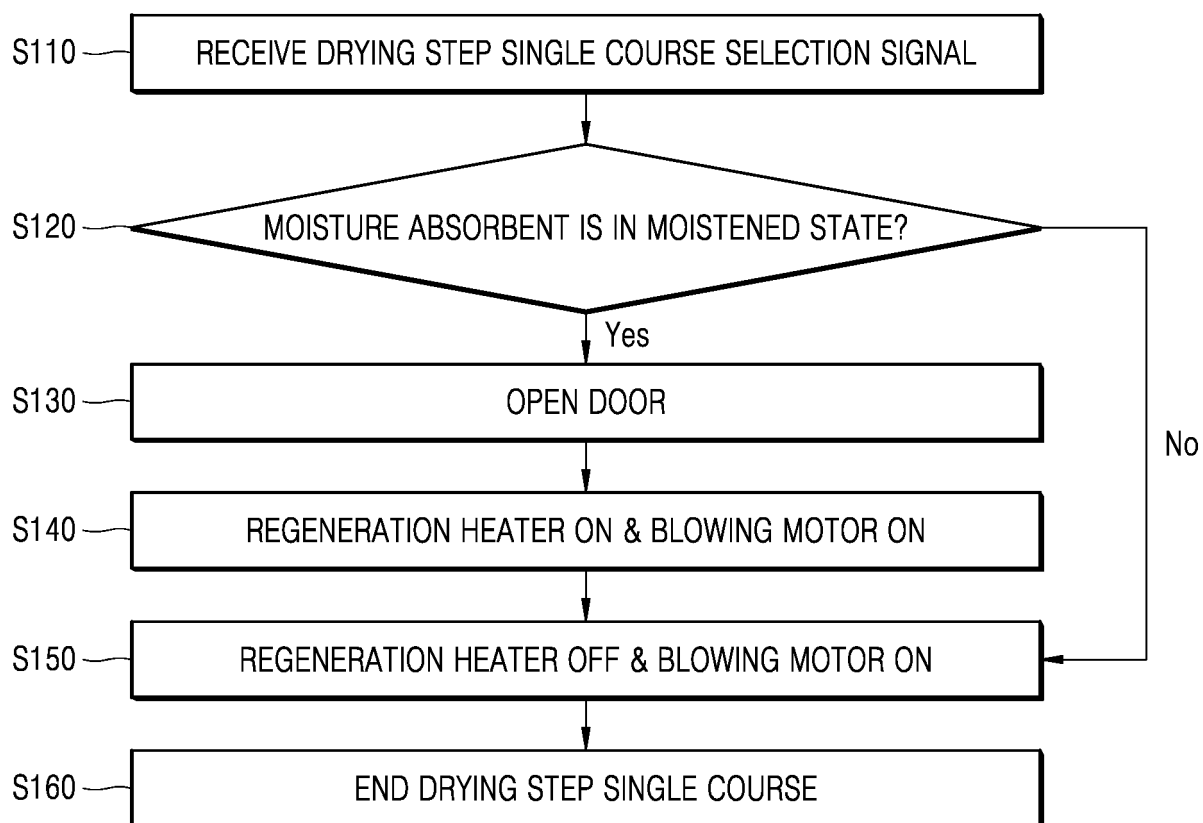 S110 RECEIVE DRYING STEP SINGLE COURSE SELECTION SIGNAL
S120 MOISTURE ABSORBENT IS IN MOISTENED STATE?
Yes
S130 OPEN DOOR
No
S140 REGENERATION HEATER ON & BLOWING MOTOR ON
S150 REGENERATION HEATER OFF & BLOWING MOTOR ON
S160 END DRYING STEP SINGLE COURSE